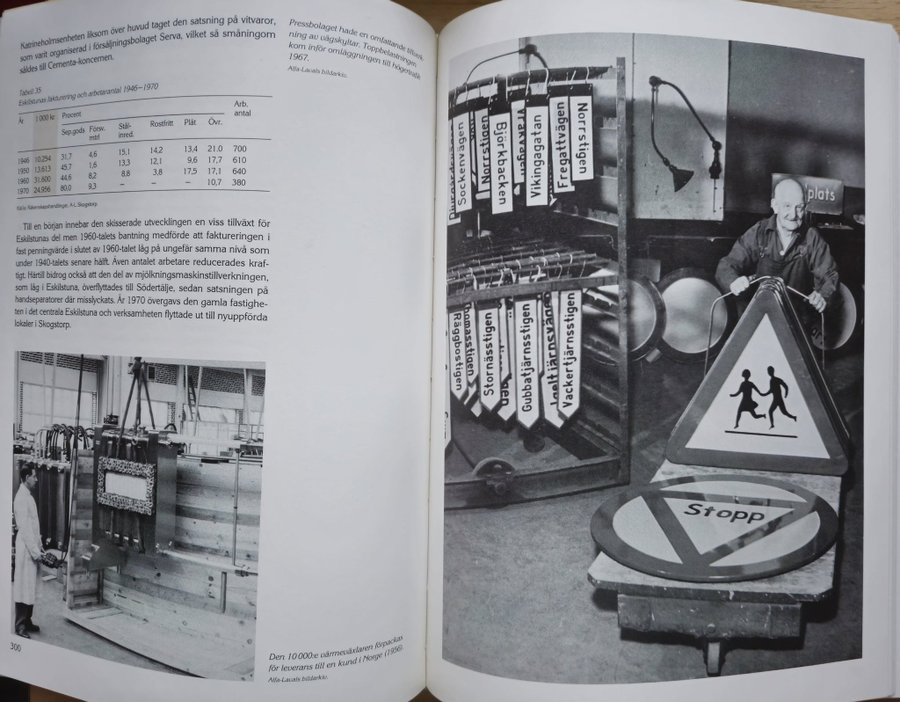 Katrineholmsenheten liksom över huvud taget den satsning på vitvaror,
som varit organiserad i försäljningsbolaget Serva, vilket så småningom
såldes till Cementa-koncernen.
Tabell 35
Eskilstunas fakturering och arbetarantal 1946–1970
År 1 000 kr Procent Arb. antal
Sep.gods Försv. mtrl Stål- inred. Rostfritt Plåt Övr.
1946 10.254 31,7 4,6 15,1 14,2 13,4 21,0 700
1950 13.613 45,7 1,6 13,3 12,1 9,6 17,7 610
1960 31.600 44,6 8,2 8,8 3,8 17,5 17,1 640
1970 24.956 80,0 9,3 – – – 10,7 380
Källa: Räkenskapshandlingar, A-L Skogstorp.
Till en början innebar den skisserade utvecklingen en viss tillväxt för
Eskilstunas del men 1960-talets bantning medförde att faktureringen i
fast penningvärde i slutet av 1960-talet låg på ungefär samma nivå som
under 1940-talets senare hälft. Även antalet arbetare reducerades kraf-
tigt. Härtill bidrog också att den del av mjölkningsmaskinstillverkningen,
som låg i Eskilstuna, överflyttades till Södertälje, sedan satsningen på
handseparatorer där misslyckats. År 1970 övergavs den gamla fastighe-
ten i det centrala Eskilstuna och verksamheten flyttade ut till nyuppförda
lokaler i Skogstorp.
300
Pressbolaget hade en omfattande tillverk-
ning av vägskyltar. Toppbelastningen
kom inför omläggningen till högertrafik
1967.
Alfa-Lavals bildarkiv.
Den 10 000:e värmeväxlaren förpackas
för leverans till en kund i Norge (1956).
Alfa-Lavals bildarkiv.
Sockenvägen
Norrstigen
Björkbacken
Vikingagatan
Fregattvägen
Norrstigen
Räggbostigen
Stornässtigen
Gubbatjärnsstigen
Vackertjärnsstigen
plats
Stopp